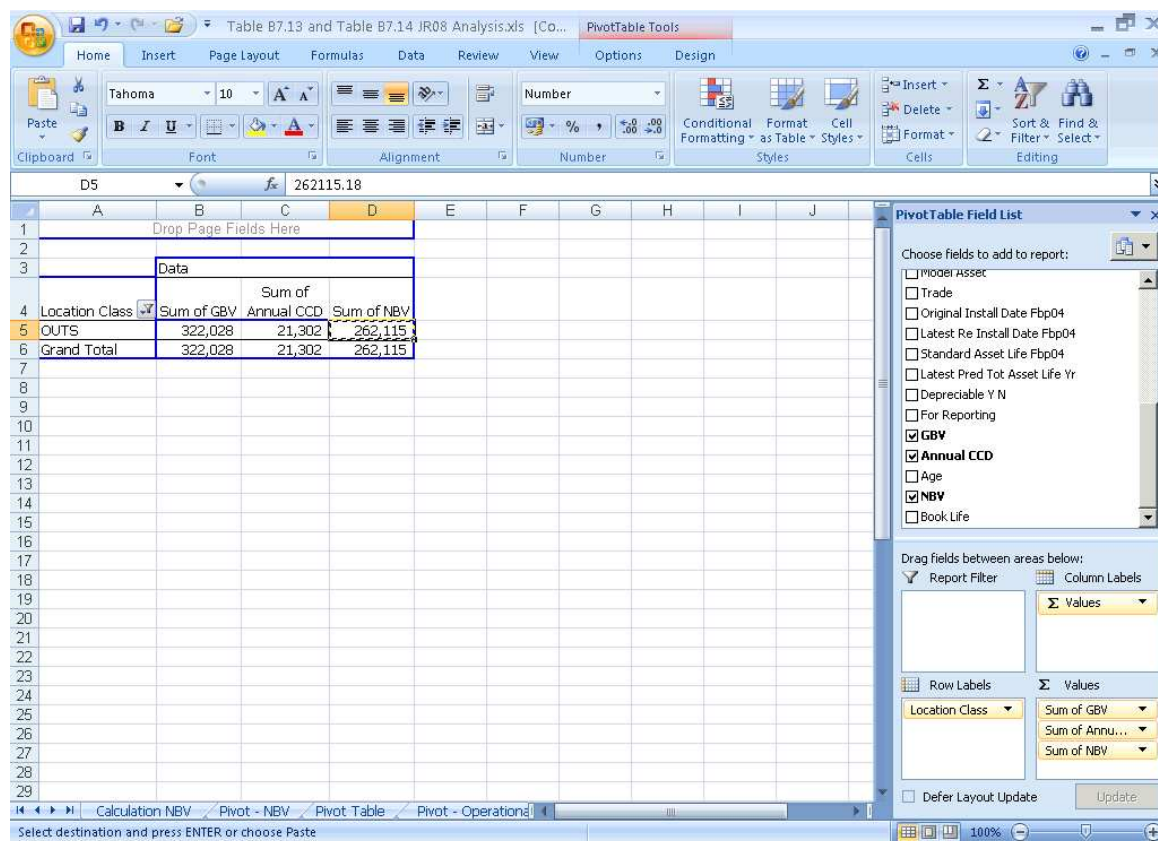 Table B7.13 and Table B7.14 JR08 Analysis.xls [Co...
PivotTable Tools
Home Insert Page Layout Formulas Data Review View Options Design
Paste
Tahoma 10 A A
B I U A
Number
% ,
Conditional Formatting
Format as Table
Cell Styles
Insert
Delete
Format
Σ
Sort & Filter
Find & Select
Clipboard Font Alignment Number Styles Cells Editing
D5 fx 262115.18
A B C D E F G H I J
1 Drop Page Fields Here
2
3 Data
4 Location Class Sum of GBV Sum of Annual CCD Sum of NBV
5 OUTS 322,028 21,302 262,115
6 Grand Total 322,028 21,302 262,115
7
8
9
10
11
12
13
14
15
16
17
18
19
20
21
22
23
24
25
26
27
28
29
PivotTable Field List
Choose fields to add to report:
Model Asset
Trade
Original Install Date Fbp04
Latest Re Install Date Fbp04
Standard Asset Life Fbp04
Latest Pred Tot Asset Life Yr
Depreciable Y N
For Reporting
GBV
Annual CCD
Age
NBV
Book Life
Drag fields between areas below:
Report Filter
Column Labels
Σ Values
Row Labels
Σ Values
Location Class
Sum of GBV
Sum of Annu...
Sum of NBV
Defer Layout Update
Update
Calculation NBV Pivot - NBV Pivot Table Pivot - Operational
Select destination and press ENTER or choose Paste
100%